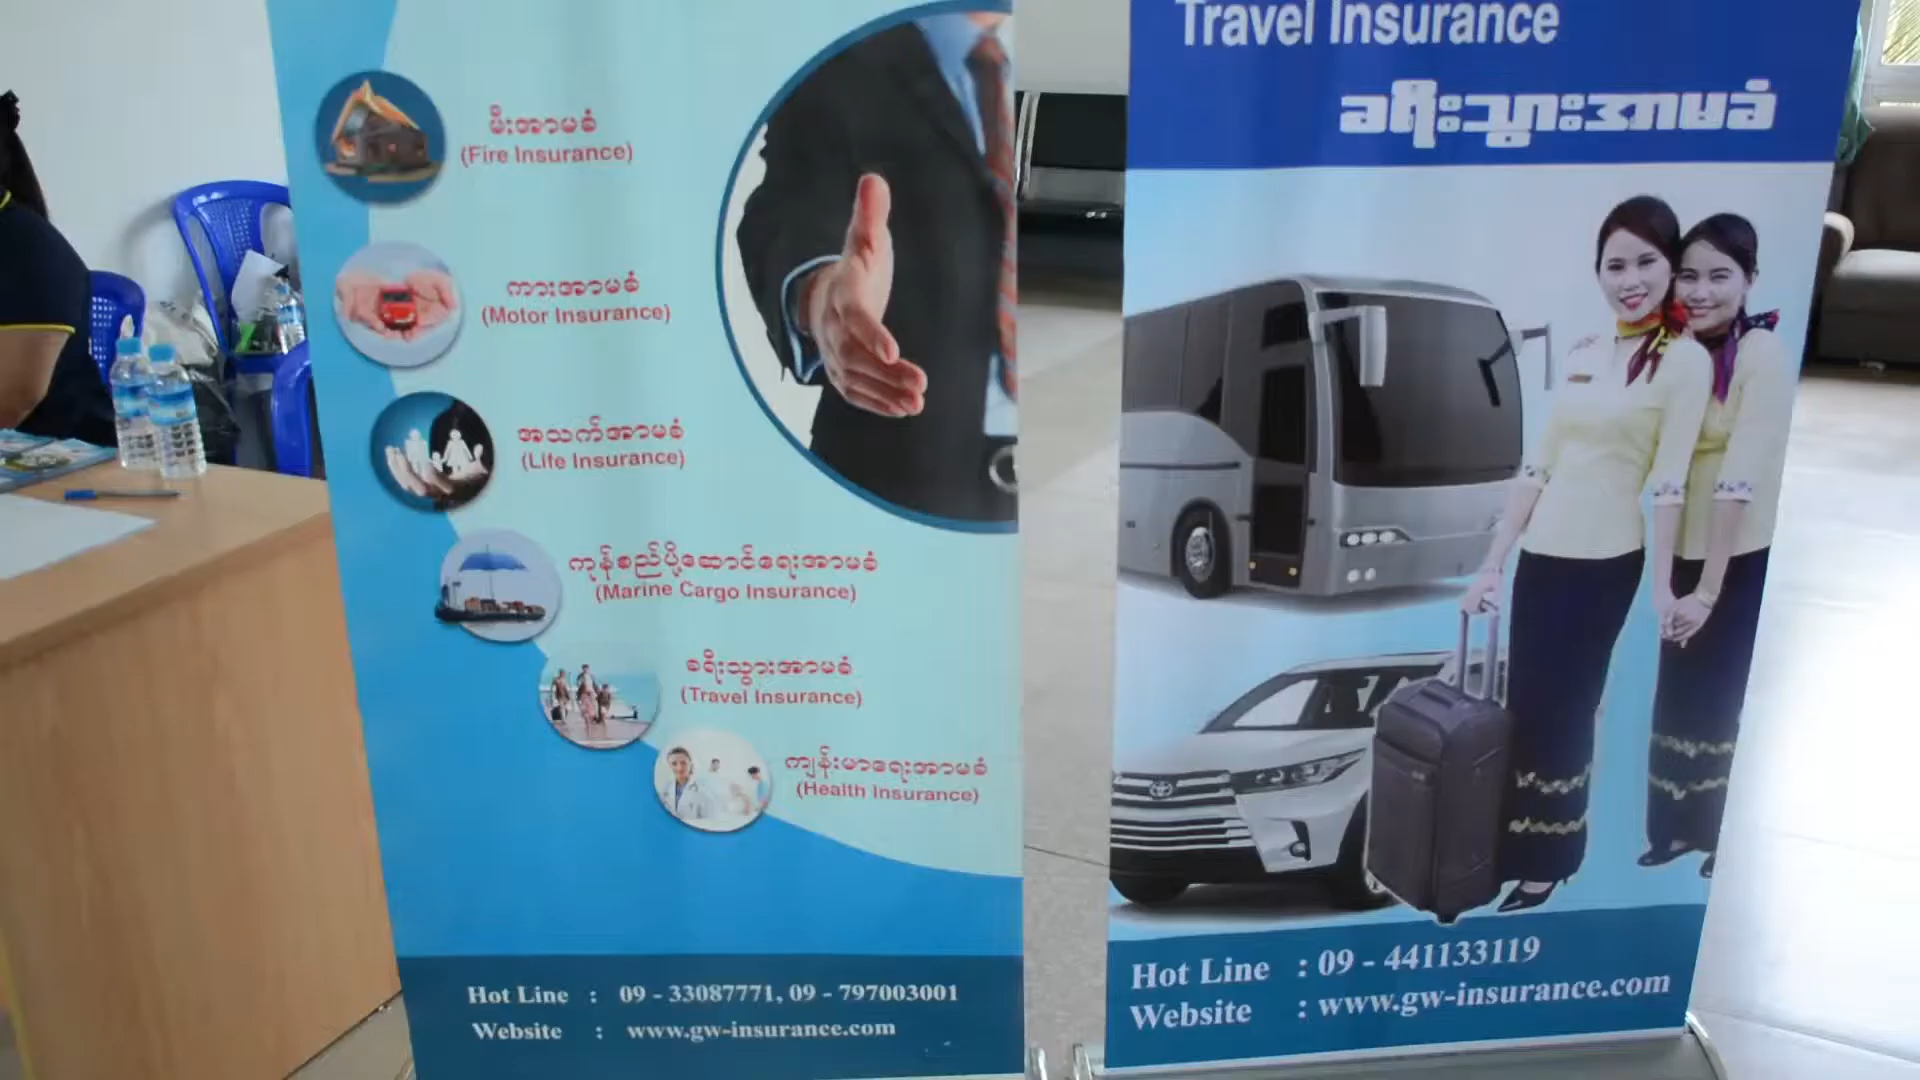 မီးအာမခံ
(Fire Insurance)
ကားအာမခံ
(Motor Insurance)
အသက်အာမခံ
(Life Insurance)
ကုန်စည်ပို့ဆောင်ရေးအာမခံ
(Marine Cargo Insurance)
ခရီးသွားအာမခံ
(Travel Insurance)
ကျန်းမာရေးအာမခံ
(Health Insurance)
Hot Line : 09 - 33087771, 09 - 797003001
Website : www.gw-insurance.com
Travel Insurance
ခရီးသွားအာမခံ
Hot Line : 09 - 441133119
Website : www.gw-insurance.com